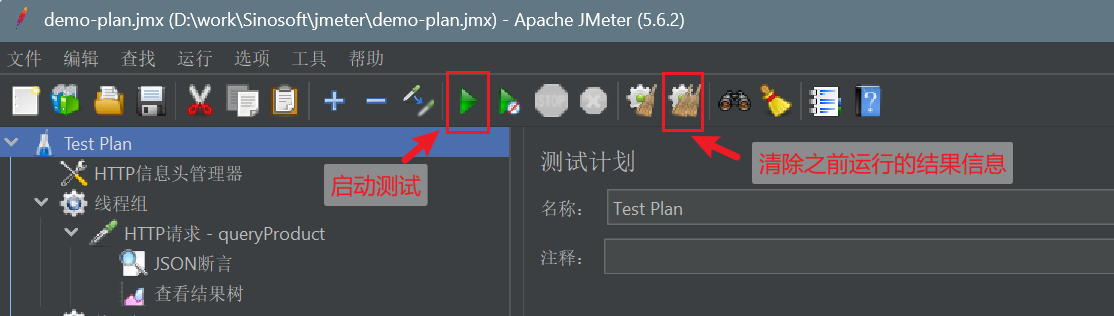 demo-plan.jmx (D:\work\Sinosoft\jmeter\demo-plan.jmx) - Apache JMeter (5.6.2)
文件 编辑 查找 运行 选项 工具 帮助
STOP
Test Plan
HTTP信息头管理器
线程组
HTTP请求 - queryProduct
JSON断言
查看结果树
启动测试
清除之前运行的结果信息
测试计划
名称： Test Plan
注释：